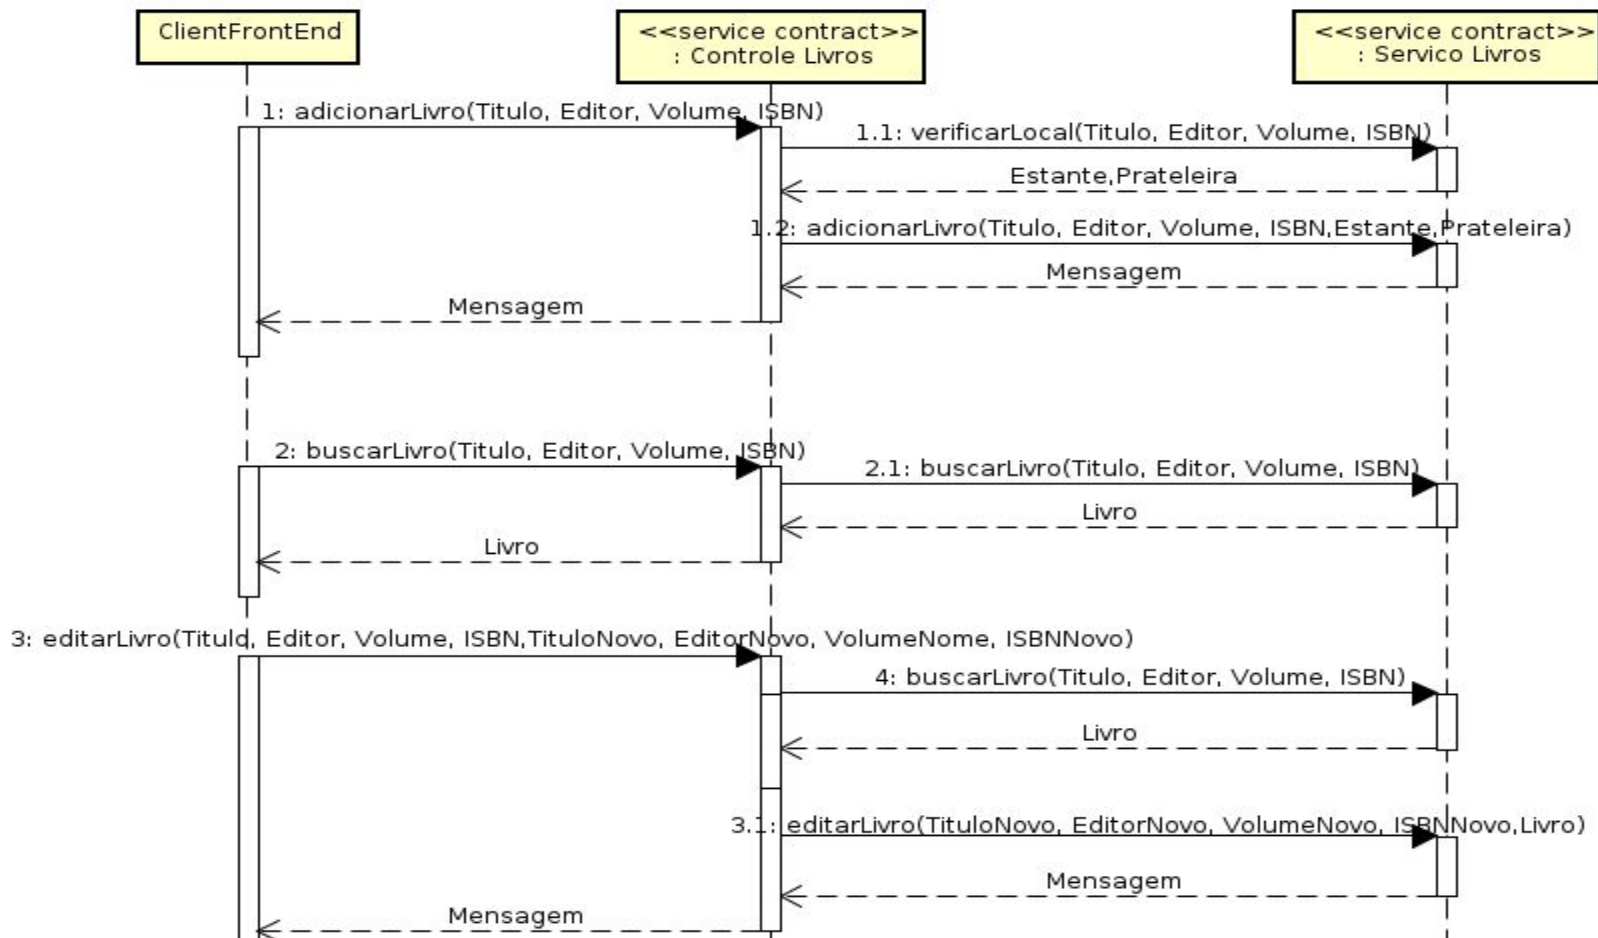 ClientFrontEnd
<<service contract>>
: Controle Livros
<<service contract>>
: Servico Livros
1: adicionarLivro(Titulo, Editor, Volume, ISBN)
1.1: verificarLocal(Titulo, Editor, Volume, ISBN)
Estante,Prateleira
1.2: adicionarLivro(Titulo, Editor, Volume, ISBN,Estante,Prateleira)
Mensagem
Mensagem
2: buscarLivro(Titulo, Editor, Volume, ISBN)
2.1: buscarLivro(Titulo, Editor, Volume, ISBN)
Livro
Livro
3: editarLivro(Titulo, Editor, Volume, ISBN,TituloNovo, EditorNovo, VolumeNome, ISBNNovo)
4: buscarLivro(Titulo, Editor, Volume, ISBN)
Livro
3.1: editarLivro(TituloNovo, EditorNovo, VolumeNovo, ISBNNovo,Livro)
Mensagem
Mensagem